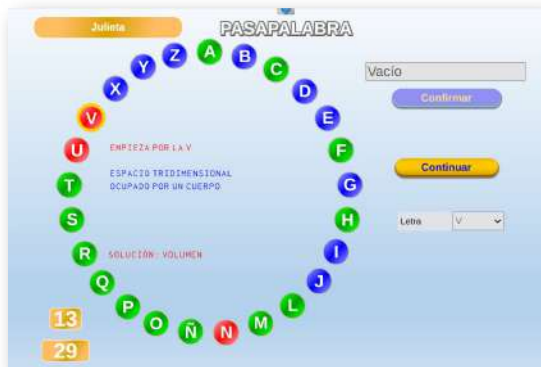 Julieta
PASAPALABRA
A
B
C
D
E
F
G
H
I
J
L
M
N
Ñ
O
P
Q
R
S
T
U
V
X
Y
Z
EMPIEZA POR LA V
ESPACIO TRIDIMENSIONAL
OCUPADO POR UN CUERPO
SOLUCIÓN: VOLUMEN
Vacío
Confirmar
Continuar
Letra V
13
29